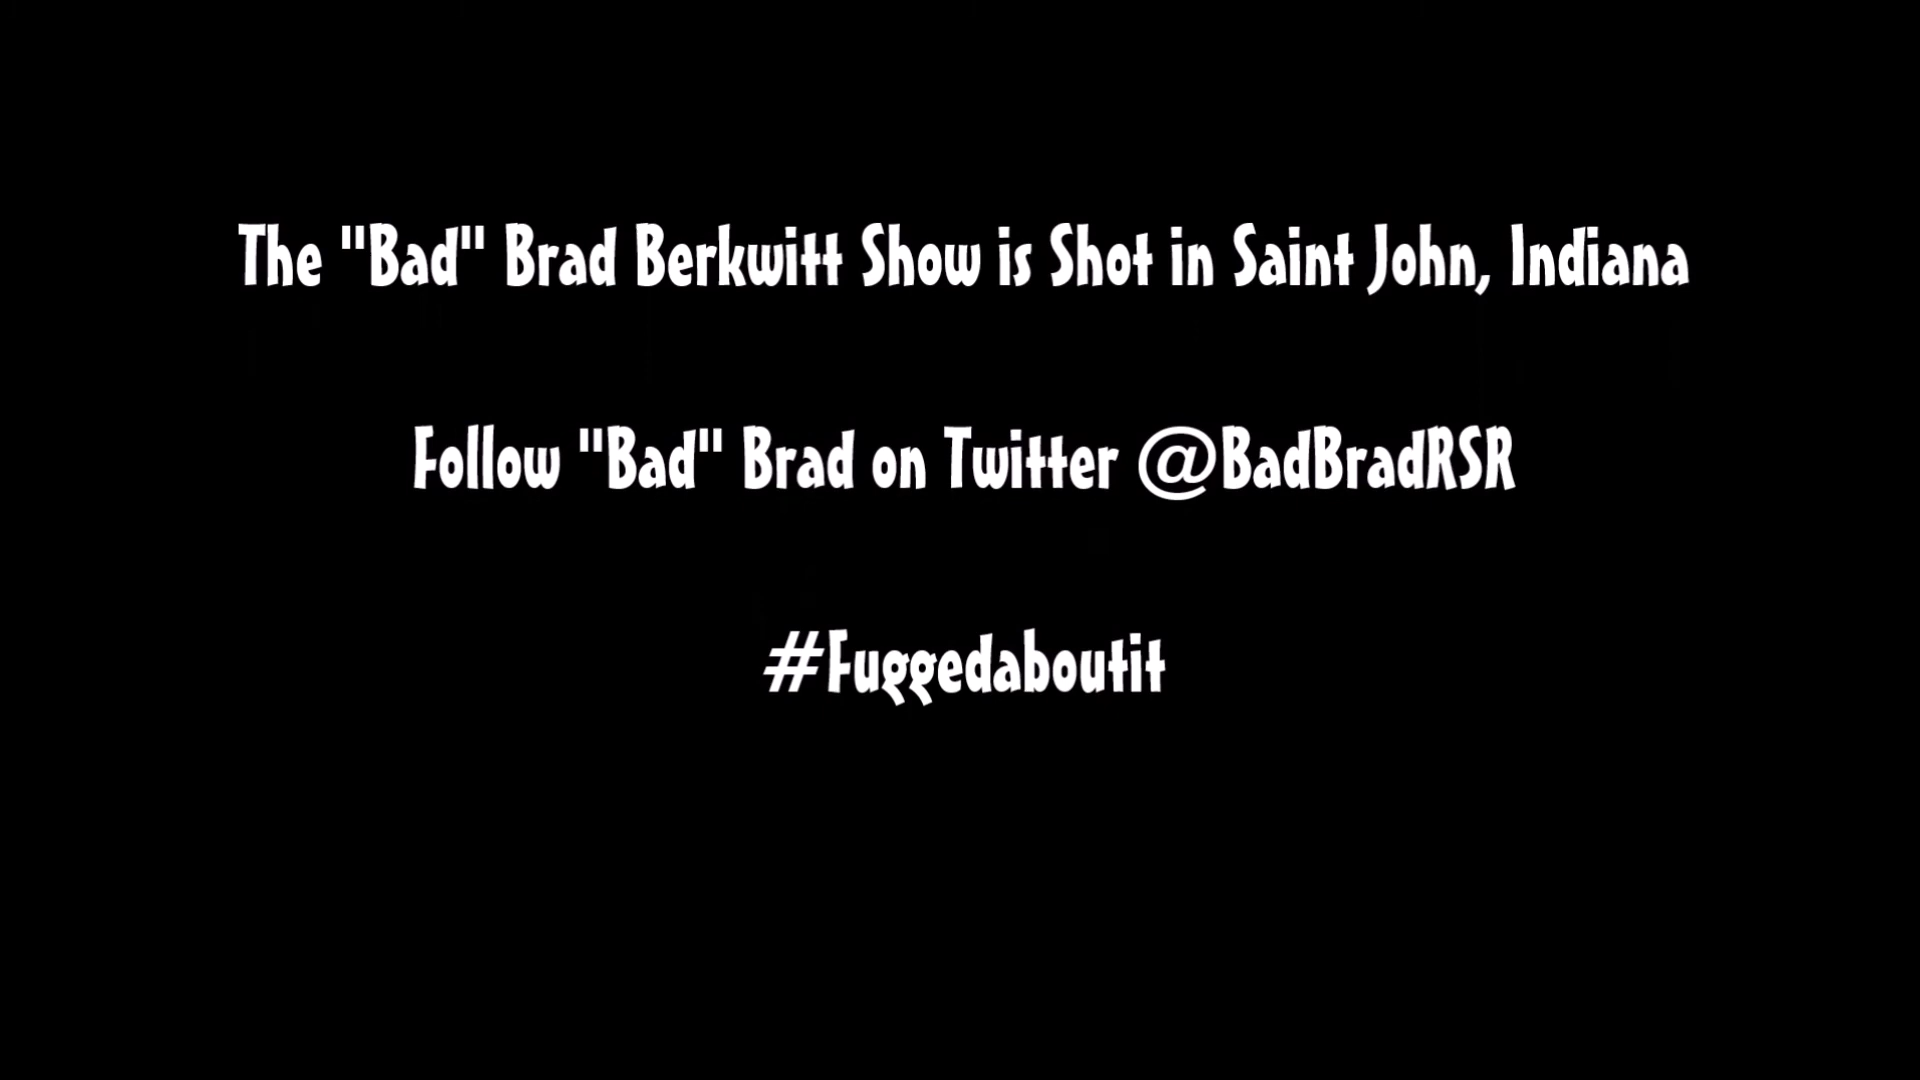 The "Bad" Brad Berkwitt Show is Shot in Saint John, Indiana
Follow "Bad" Brad on Twitter @BadBradRSR
#Fuggedaboutit